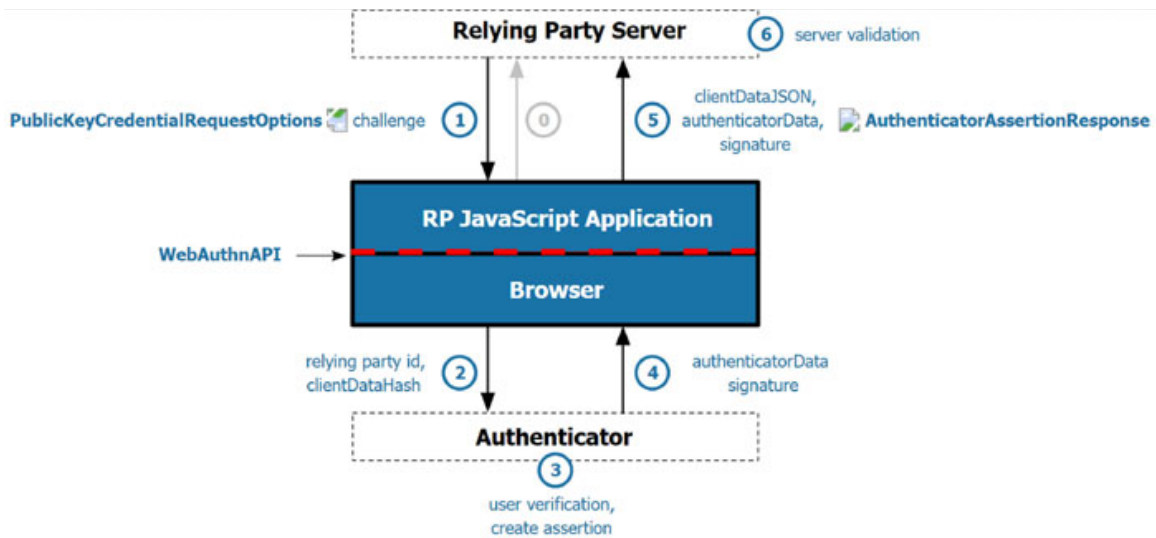 Relying Party Server
6
server validation
PublicKeyCredentialRequestOptions
challenge
1
0
5
clientDataJSON,
authenticatorData,
signature
AuthenticatorAssertionResponse
RP JavaScript Application
WebAuthnAPI
Browser
relying party id,
clientDataHash
2
4
authenticatorData
signature
Authenticator
3
user verification,
create assertion